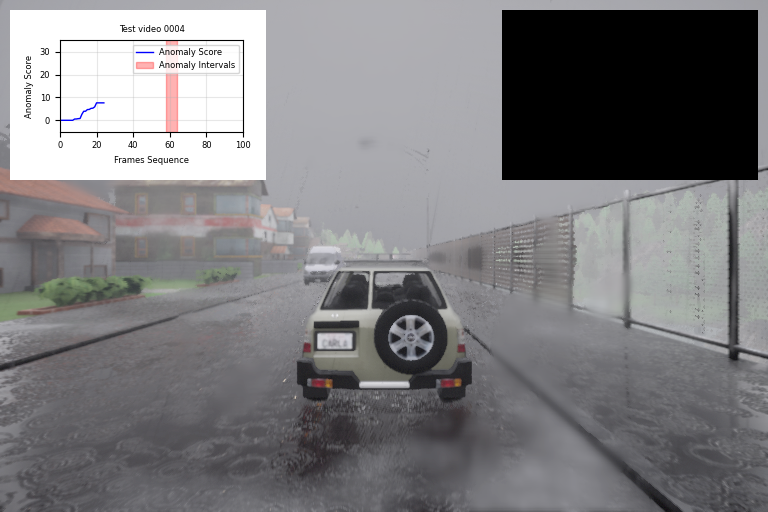 Test video 0004
Anomaly Score
30
20
10
0
Anomaly Score
Anomaly Intervals
0 20 40 60 80 100
Frames Sequence
CARLA